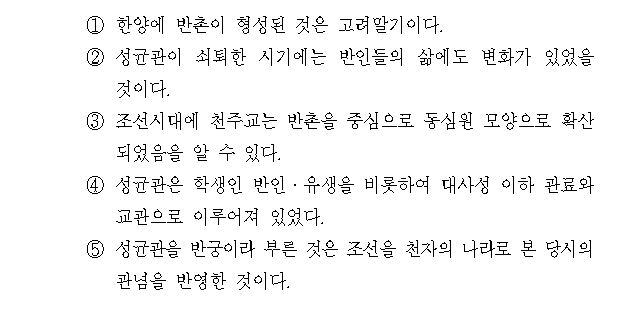 ① 한양에 반촌이 형성된 것은 고려말기이다.
② 성균관이 쇠퇴한 시기에는 반인들의 삶에도 변화가 있었을
것이다.
③ 조선시대에 천주교는 반촌을 중심으로 동심원 모양으로 확산
되었음을 알 수 있다.
④ 성균관은 학생인 반인·유생을 비롯하여 대사성 이하 관료와
교관으로 이루어져 있었다.
⑤ 성균관을 반궁이라 부른 것은 조선을 천자의 나라로 본 당시의
관념을 반영한 것이다.